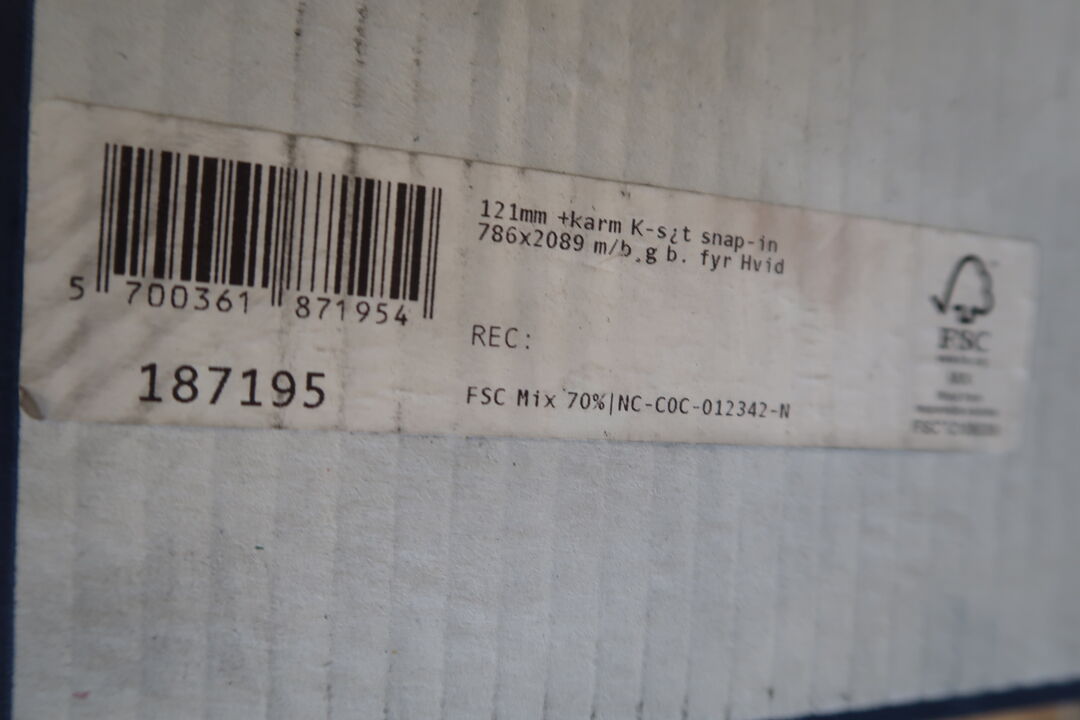 121mm +karm K-s¿t snap-in
786x2089 m/b.g b. fyr Hvid
5 700361 871954
REC:
187195
FSC Mix 70%|NC-COC-012342-N
FSC